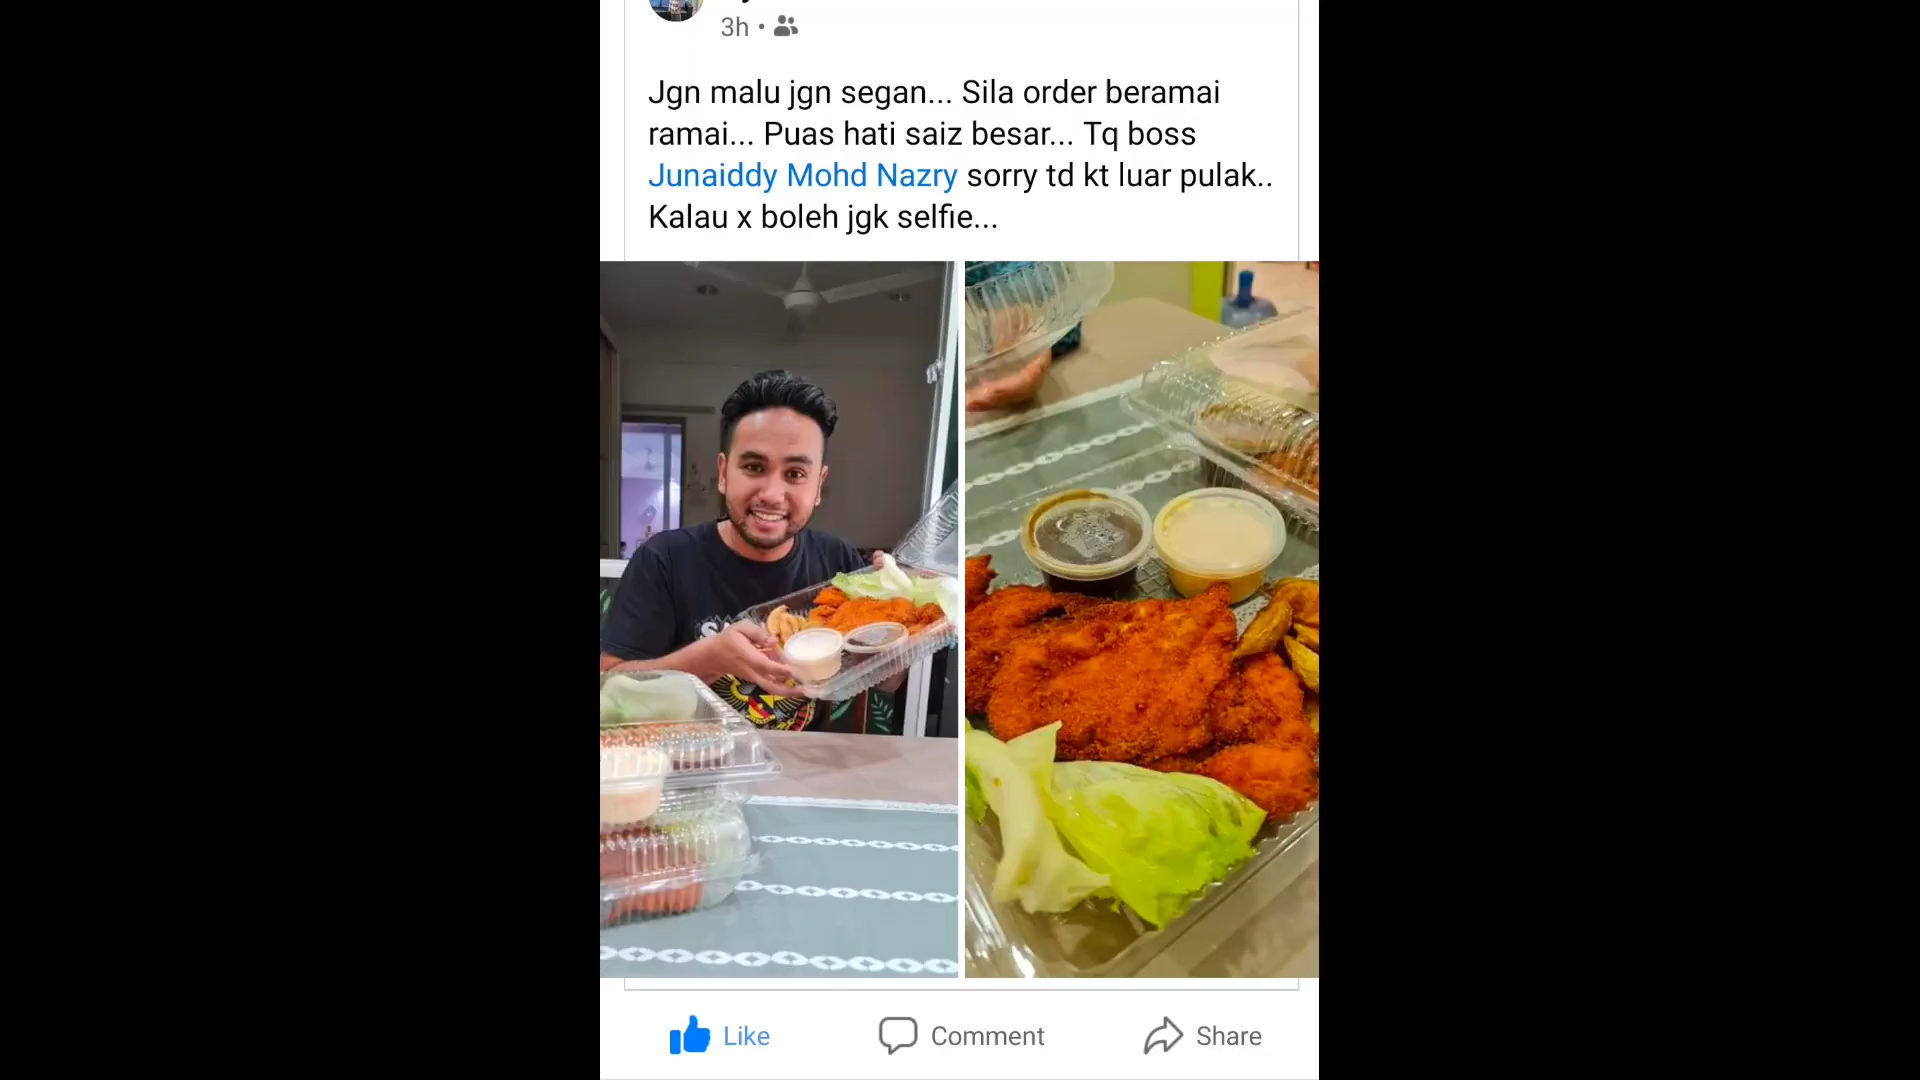 3h
Jgn malu jgn segan... Sila order beramai
ramai... Puas hati saiz besar... Tq boss
Junaiddy Mohd Nazry sorry td kt luar pulak..
Kalau x boleh jgk selfie...
Like
Comment
Share